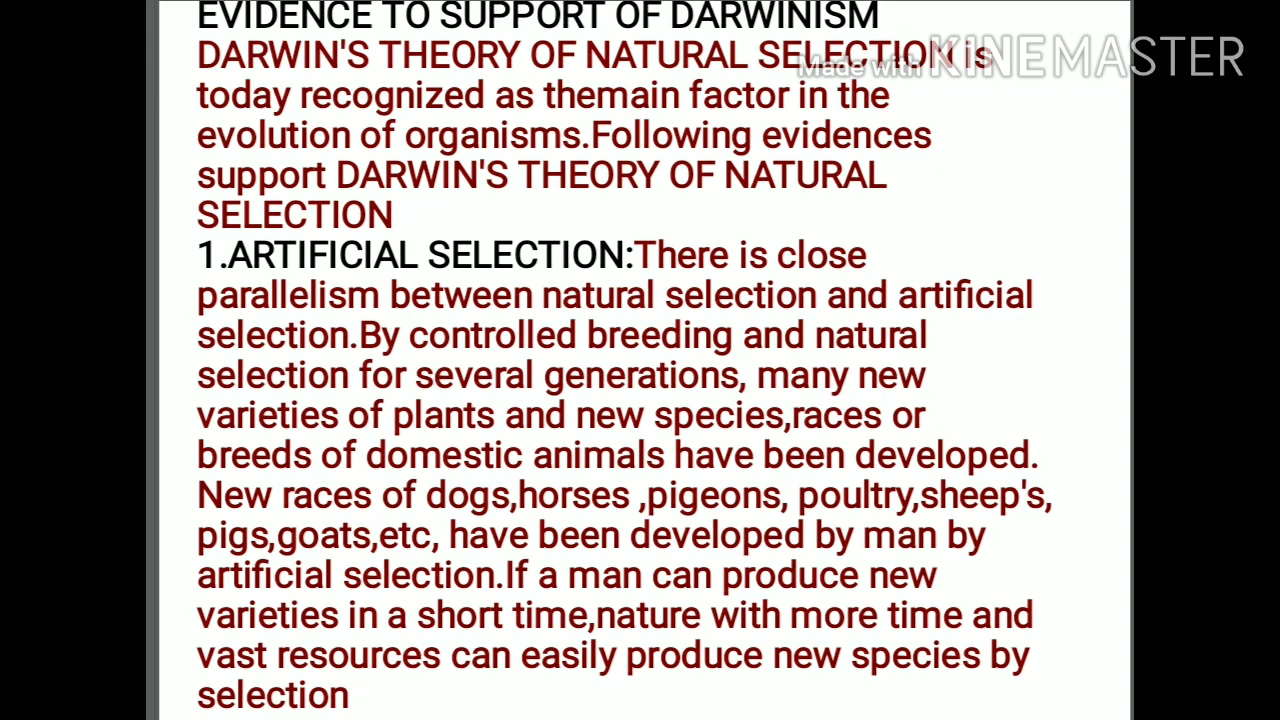 EVIDENCE TO SUPPORT OF DARWINISM
DARWIN'S THEORY OF NATURAL SELECTION is
Made with KINEMASTER
today recognized as themain factor in the
evolution of organisms.Following evidences
support DARWIN'S THEORY OF NATURAL
SELECTION
1.ARTIFICIAL SELECTION:There is close
parallelism between natural selection and artificial
selection.By controlled breeding and natural
selection for several generations, many new
varieties of plants and new species,races or
breeds of domestic animals have been developed.
New races of dogs,horses ,pigeons, poultry,sheep's,
pigs,goats,etc, have been developed by man by
artificial selection.If a man can produce new
varieties in a short time,nature with more time and
vast resources can easily produce new species by
selection